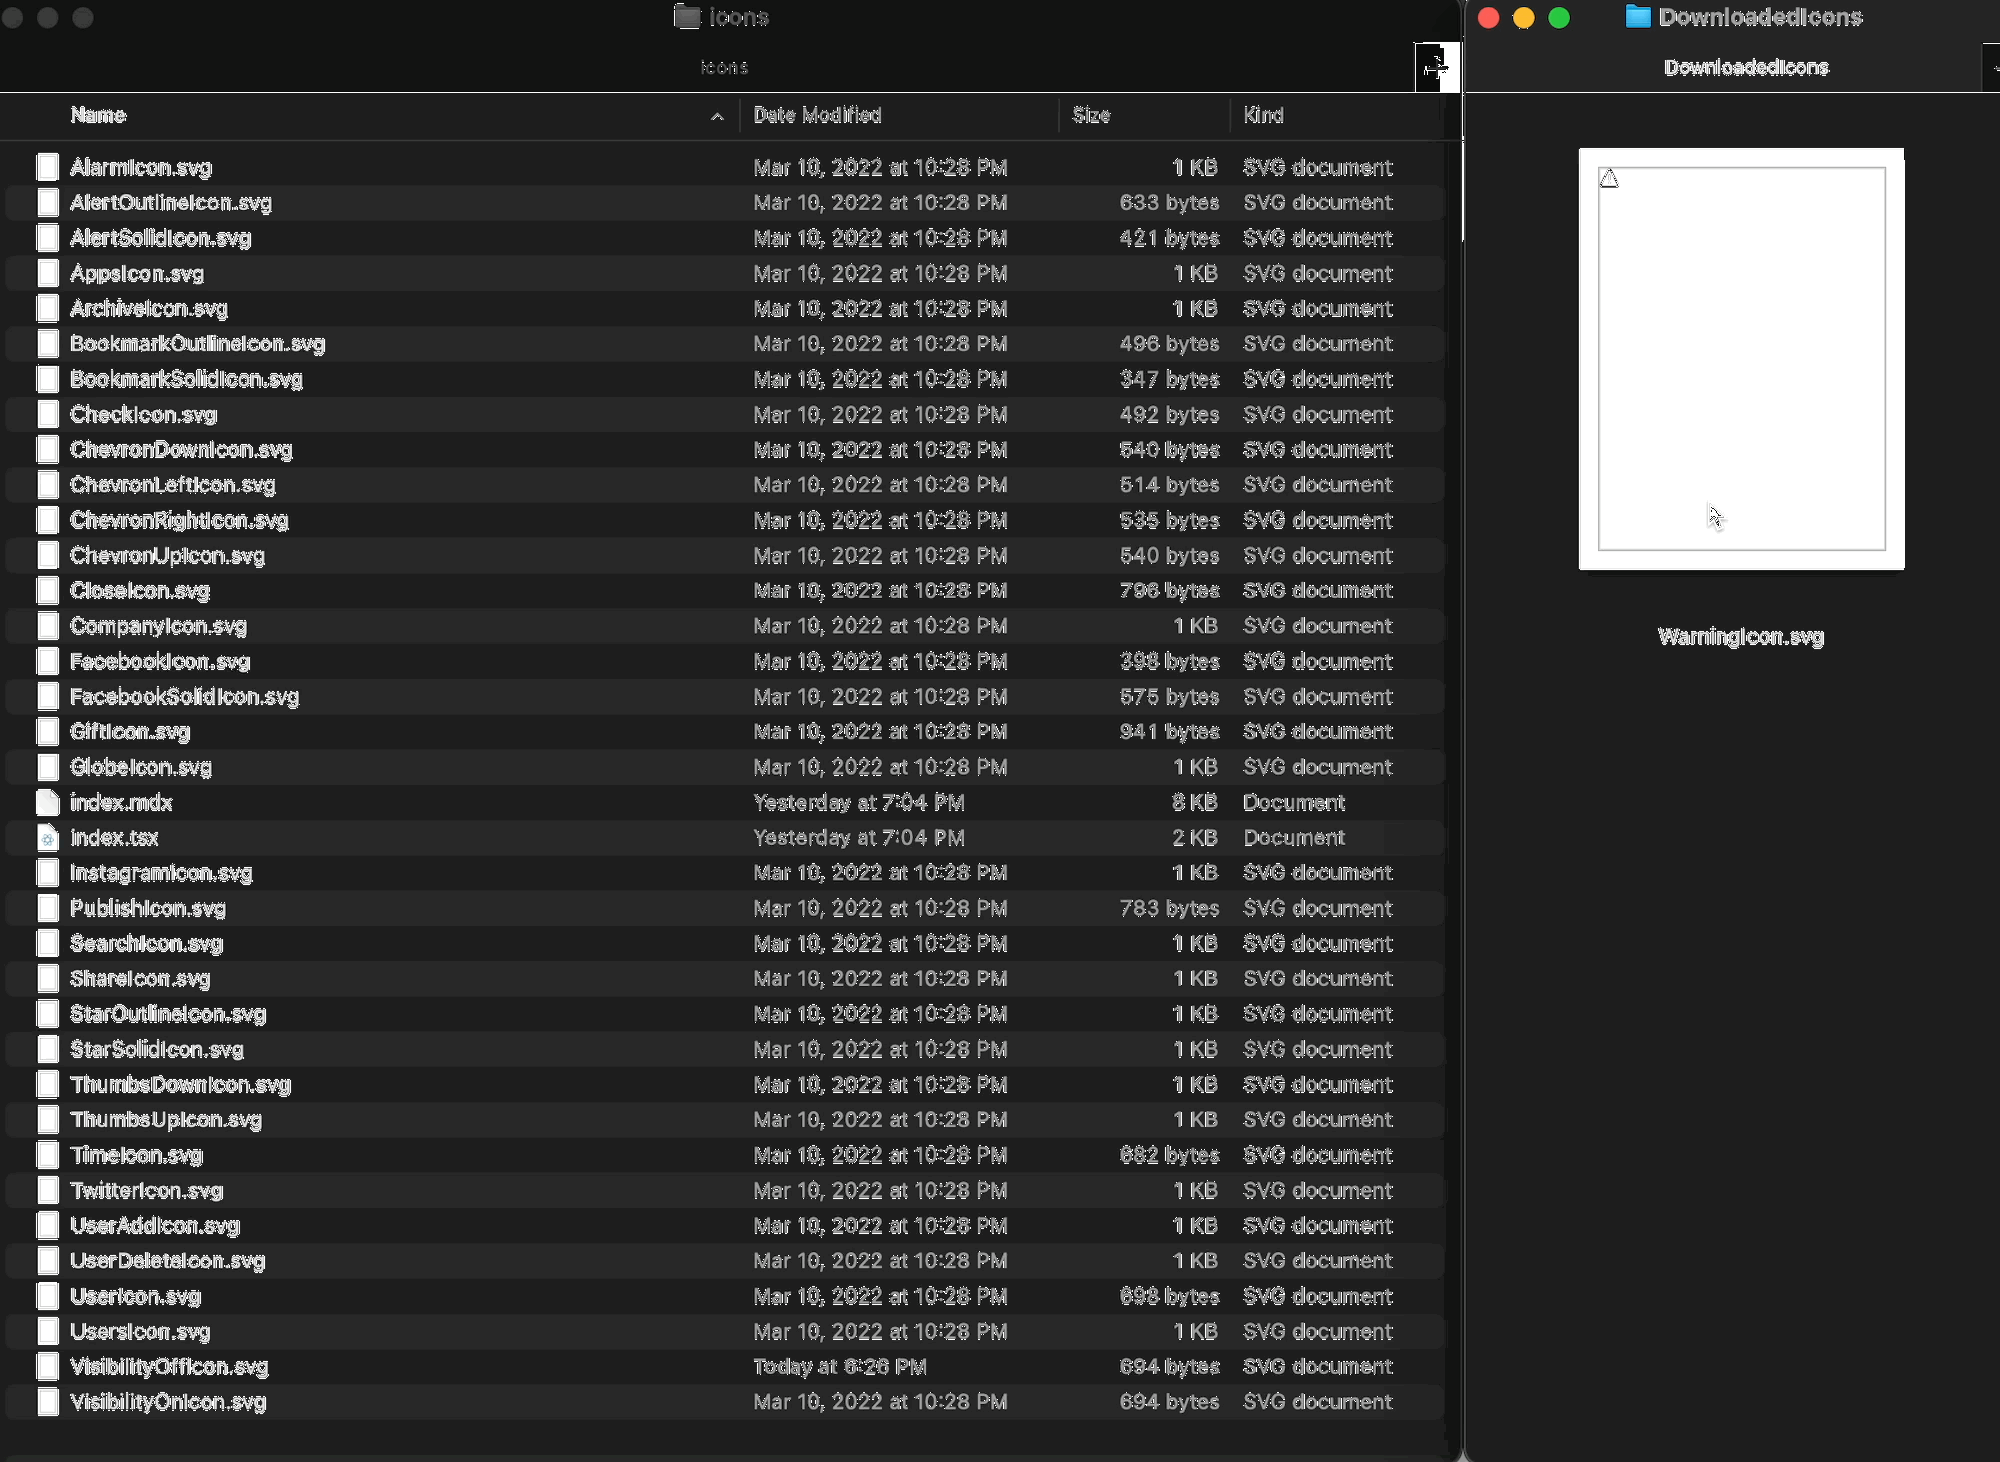 icons
icons
Name Date Modified Size Kind
AlarmIcon.svg Mar 10, 2022 at 10:28 PM 1 KB SVG document
AlertOutlineIcon.svg Mar 10, 2022 at 10:28 PM 633 bytes SVG document
AlertSolidIcon.svg Mar 10, 2022 at 10:28 PM 421 bytes SVG document
AppsIcon.svg Mar 10, 2022 at 10:28 PM 1 KB SVG document
ArchiveIcon.svg Mar 10, 2022 at 10:28 PM 1 KB SVG document
BookmarkOutlineIcon.svg Mar 10, 2022 at 10:28 PM 496 bytes SVG document
BookmarkSolidIcon.svg Mar 10, 2022 at 10:28 PM 347 bytes SVG document
CheckIcon.svg Mar 10, 2022 at 10:28 PM 492 bytes SVG document
ChevronDownIcon.svg Mar 10, 2022 at 10:28 PM 540 bytes SVG document
ChevronLeftIcon.svg Mar 10, 2022 at 10:28 PM 514 bytes SVG document
ChevronRightIcon.svg Mar 10, 2022 at 10:28 PM 535 bytes SVG document
ChevronUpIcon.svg Mar 10, 2022 at 10:28 PM 540 bytes SVG document
CloseIcon.svg Mar 10, 2022 at 10:28 PM 796 bytes SVG document
CompanyIcon.svg Mar 10, 2022 at 10:28 PM 1 KB SVG document
FacebookIcon.svg Mar 10, 2022 at 10:28 PM 398 bytes SVG document
FacebookSolidIcon.svg Mar 10, 2022 at 10:28 PM 575 bytes SVG document
GiftIcon.svg Mar 10, 2022 at 10:28 PM 941 bytes SVG document
GlobeIcon.svg Mar 10, 2022 at 10:28 PM 1 KB SVG document
index.mdx Yesterday at 7:04 PM 8 KB Document
index.tsx Yesterday at 7:04 PM 2 KB Document
InstagramIcon.svg Mar 10, 2022 at 10:28 PM 1 KB SVG document
PublishIcon.svg Mar 10, 2022 at 10:28 PM 783 bytes SVG document
SearchIcon.svg Mar 10, 2022 at 10:28 PM 1 KB SVG document
ShareIcon.svg Mar 10, 2022 at 10:28 PM 1 KB SVG document
StarOutlineIcon.svg Mar 10, 2022 at 10:28 PM 1 KB SVG document
StarSolidIcon.svg Mar 10, 2022 at 10:28 PM 1 KB SVG document
ThumbsDownIcon.svg Mar 10, 2022 at 10:28 PM 1 KB SVG document
ThumbsUpIcon.svg Mar 10, 2022 at 10:28 PM 1 KB SVG document
TimeIcon.svg Mar 10, 2022 at 10:28 PM 682 bytes SVG document
TwitterIcon.svg Mar 10, 2022 at 10:28 PM 1 KB SVG document
UserAddIcon.svg Mar 10, 2022 at 10:28 PM 1 KB SVG document
UserDeleteIcon.svg Mar 10, 2022 at 10:28 PM 1 KB SVG document
UserIcon.svg Mar 10, 2022 at 10:28 PM 698 bytes SVG document
UsersIcon.svg Mar 10, 2022 at 10:28 PM 1 KB SVG document
VisibilityOffIcon.svg Today at 6:26 PM 694 bytes SVG document
VisibilityOnIcon.svg Mar 10, 2022 at 10:28 PM 694 bytes SVG document
DownloadedIcons
DownloadedIcons
WarningIcon.svg